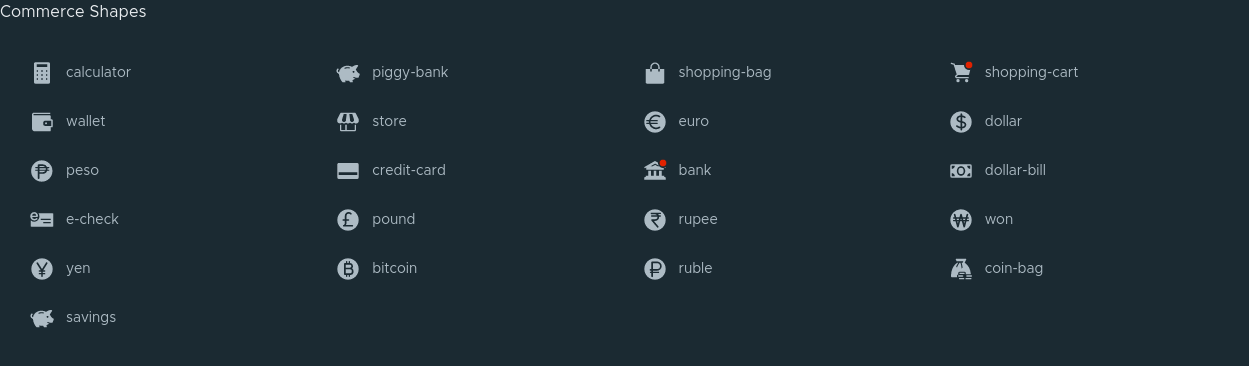 Commerce Shapes
calculator piggy-bank shopping-bag shopping-cart
wallet store euro dollar
peso credit-card bank dollar-bill
e-check pound rupee won
yen bitcoin ruble coin-bag
savings